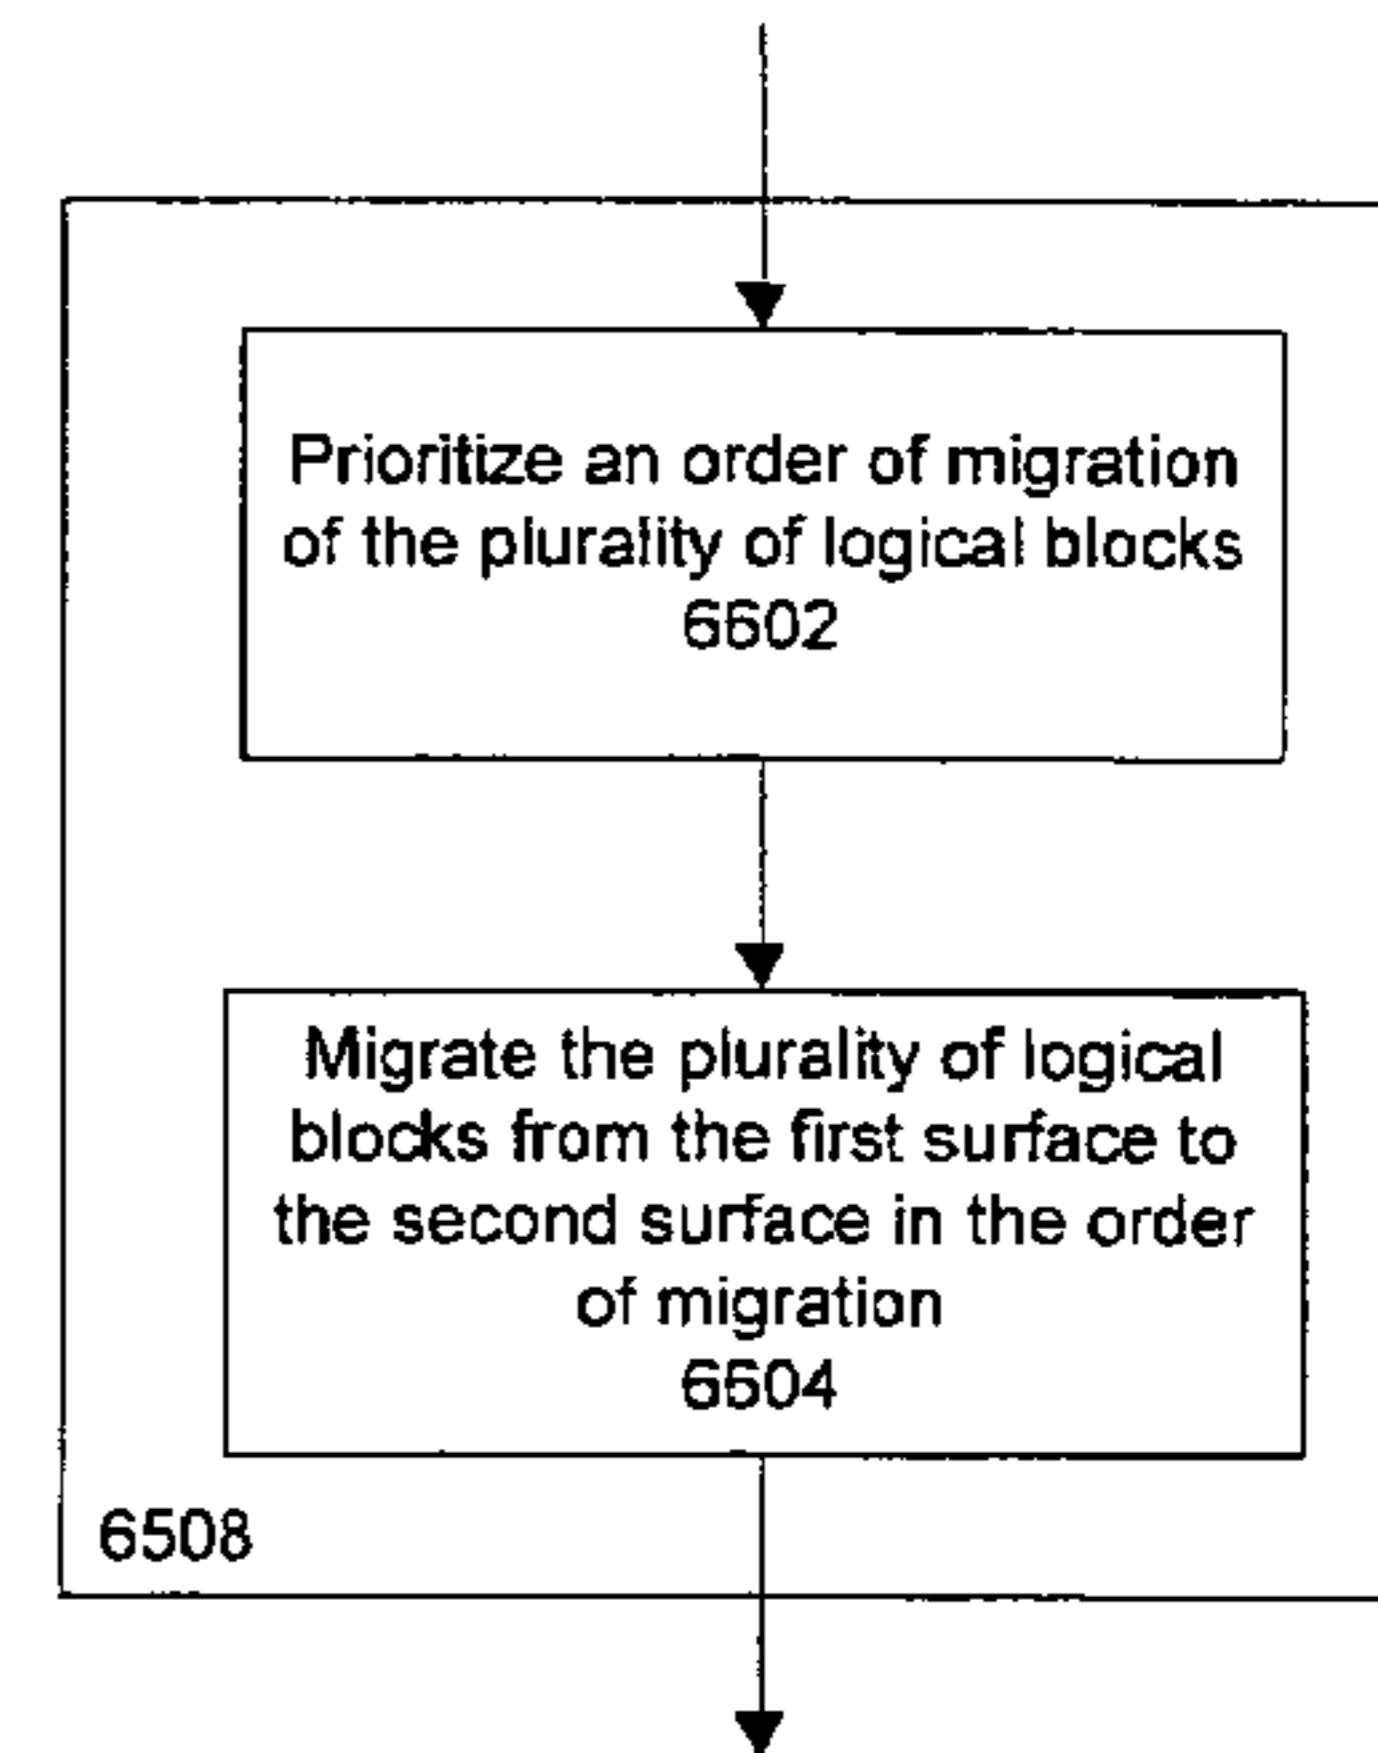 Prioritize an order of migration
of the plurality of logical blocks
6602
Migrate the plurality of logical
blocks from the first surface to
the second surface in the order
of migration
6604
6508